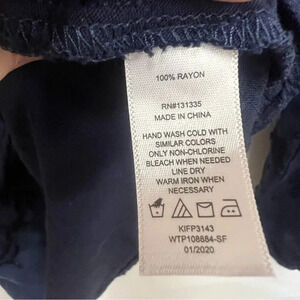 100% RAYON
RN#131335
MADE IN CHINA
HAND WASH COLD WITH
SIMILAR COLORS
ONLY NON-CHLORINE
BLEACH WHEN NEEDED
LINE DRY
WARM IRON WHEN
NECESSARY
KIFP3143
WTP108884-SF
01/2020